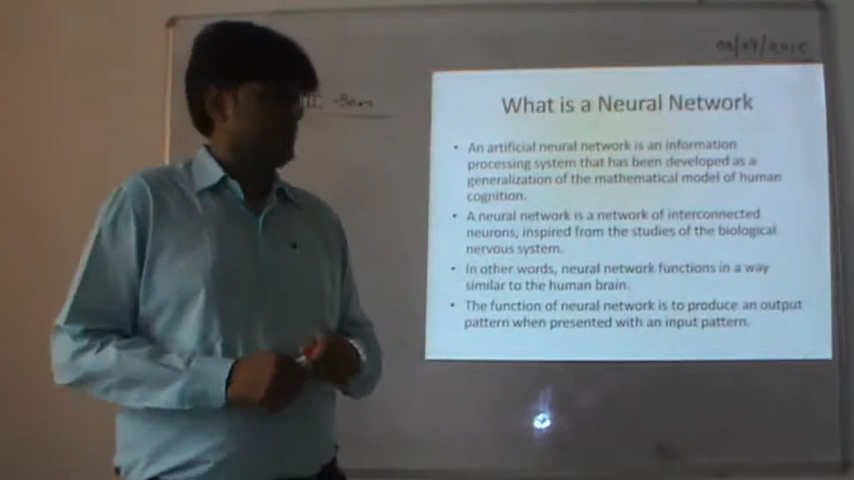 -Sem
What is a Neural Network
• An artificial neural network is an information
processing system that has been developed as a
generalization of the mathematical model of human
cognition.
• A neural network is a network of interconnected
neurons, inspired from the studies of the biological
nervous system.
• In other words, neural network functions in a way
similar to the human brain.
• The function of neural network is to produce an output
pattern when presented with an input pattern.